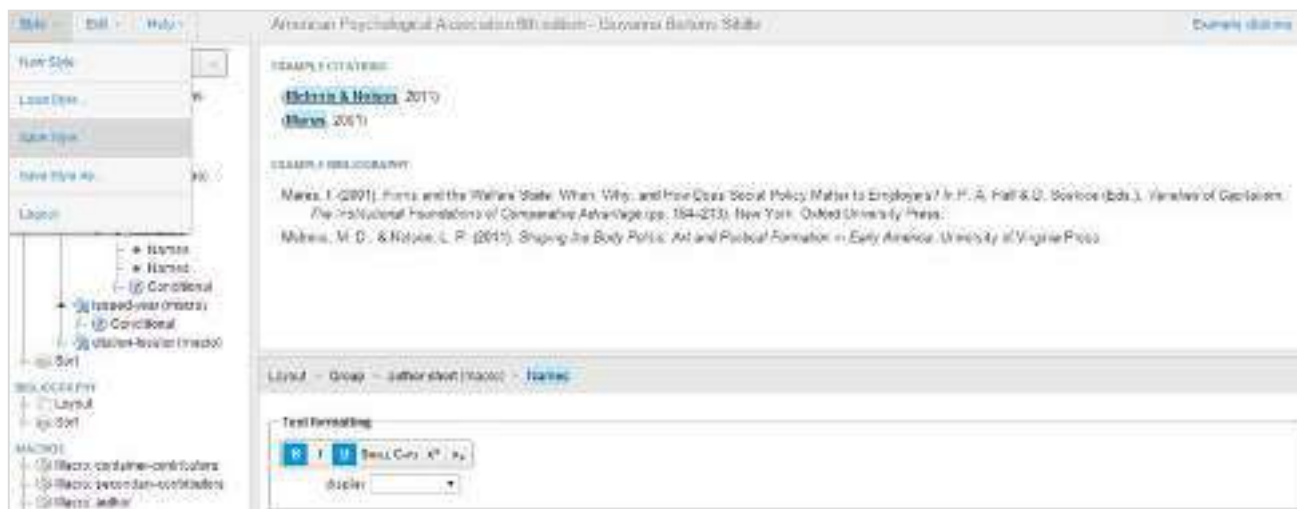 Style Edit Help
American Psychological Association 6th edition - Giovanna Bottoms
Example citations
New Style
Load Style...
Save Style
Save Style As...
Layout
EXAMPLE CITATIONS
(McInnis & Nelson, 2011)
(Mares, 2001)
EXAMPLE BIBLIOGRAPHY
Mares, I. (2001). Firms and the Welfare State: When, Why, and How Does Social Policy Matter to Employers? In P. A. Hall & D. Soskice (Eds.), Varieties of Capitalism.
The Institutional Foundations of Comparative Advantage (pp. 184–213). New York: Oxford University Press.
McInnis, M. D., & Nelson, L. P. (2011). Shaping the Body Politic: Art and Political Formation in Early America. University of Virginia Press.
Names
Names
Conditional
issued-year (macro)
Conditional
citation-locator (macro)
Sort
BIBLIOGRAPHY
Layout
Sort
MACROS
Macro: container-contributors
Macro: secondary-contributors
Macro: author
Layout Group author-short (macro) Names
Text formatting
B I U Small Caps x² x₂
display